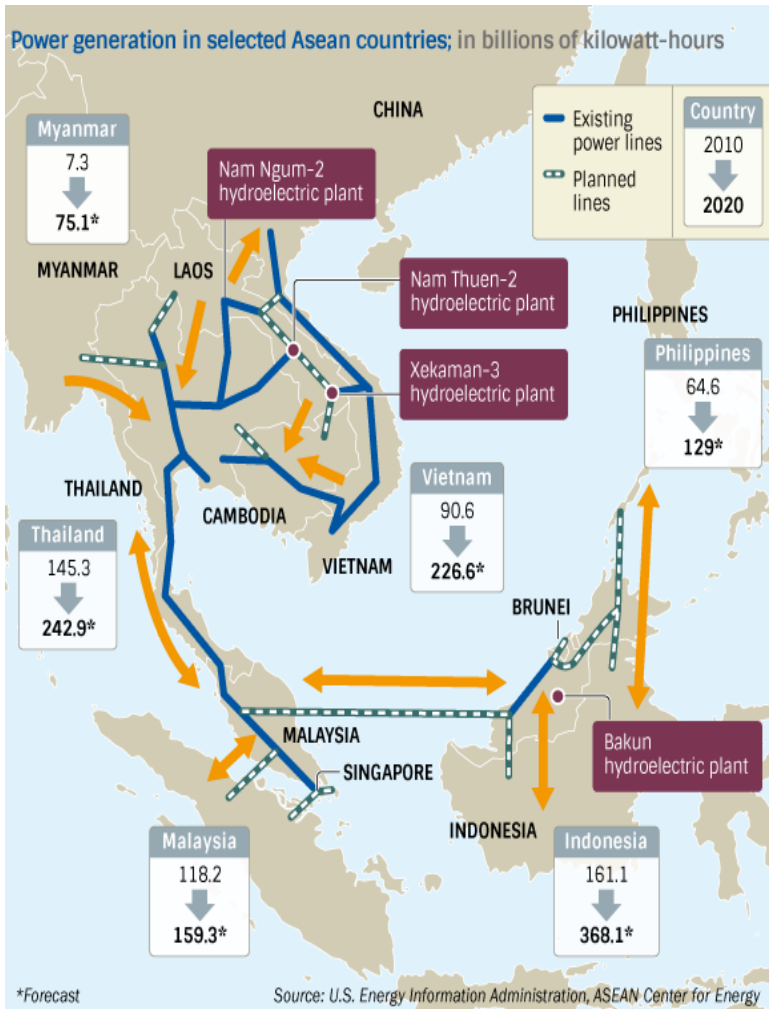 Power generation in selected Asean countries; in billions of kilowatt-hours
CHINA
Existing
power lines
Planned
lines
Country
2010
2020
Myanmar
7.3
75.1*
Nam Ngum-2
hydroelectric plant
MYANMAR
LAOS
Nam Thuen-2
hydroelectric plant
PHILIPPINES
Philippines
64.6
129*
Xekaman-3
hydroelectric plant
THAILAND
CAMBODIA
Vietnam
90.6
226.6*
Thailand
145.3
242.9*
VIETNAM
BRUNEI
MALAYSIA
SINGAPORE
Bakun
hydroelectric plant
INDONESIA
Malaysia
118.2
159.3*
Indonesia
161.1
368.1*
*Forecast
Source: U.S. Energy Information Administration, ASEAN Center for Energy